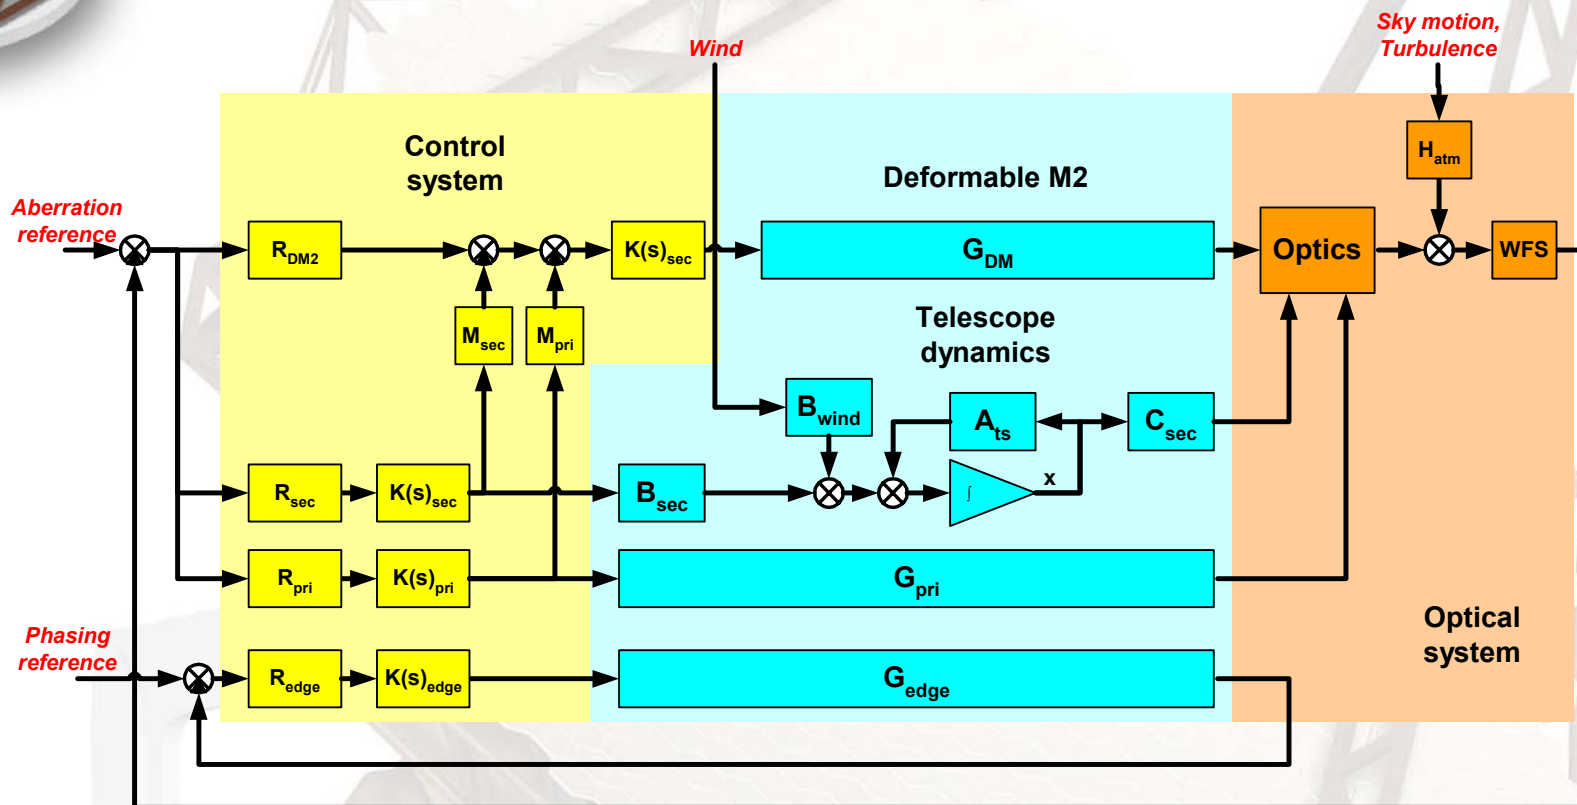 Sky motion,
Turbulence
Wind
Control
system
H_atm
Deformable M2
Aberration
reference
R_DM2
K(s)_sec
G_DM
Optics
WFS
M_sec
M_pri
Telescope
dynamics
B_wind
A_ts
C_sec
R_sec
K(s)_sec
B_sec
∫
x
R_pri
K(s)_pri
G_pri
Phasing
reference
R_edge
K(s)_edge
G_edge
Optical
system